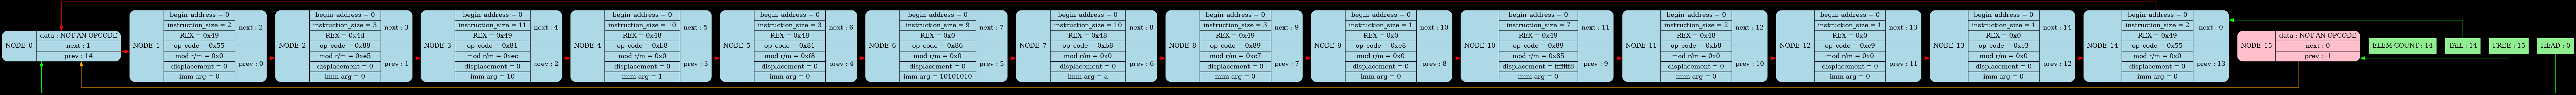 NODE_0
data : NOT AN OPCODE
next : 1
prev : 14
NODE_1
begin_address = 0
instruction_size = 2
REX = 0x49
op_code = 0x55
mod r/m = 0x0
displacement = 0
imm arg = 0
next : 2
prev : 0
NODE_2
begin_address = 0
instruction_size = 3
REX = 0x4d
op_code = 0x89
mod r/m = 0xe5
displacement = 0
imm arg = 0
next : 3
prev : 1
NODE_3
begin_address = 0
instruction_size = 11
REX = 0x49
op_code = 0x81
mod r/m = 0xec
displacement = 0
imm arg = 10
next : 4
prev : 2
NODE_4
begin_address = 0
instruction_size = 10
REX = 0x48
op_code = 0xb8
mod r/m = 0x0
displacement = 0
imm arg = 1
next : 5
prev : 3
NODE_5
begin_address = 0
instruction_size = 3
REX = 0x48
op_code = 0x81
mod r/m = 0xf8
displacement = 0
imm arg = 0
next : 6
prev : 4
NODE_6
begin_address = 0
instruction_size = 9
REX = 0x0
op_code = 0x86
mod r/m = 0x0
displacement = 0
imm arg = 10101010
next : 7
prev : 5
NODE_7
begin_address = 0
instruction_size = 10
REX = 0x48
op_code = 0xb8
mod r/m = 0x0
displacement = 0
imm arg = a
next : 8
prev : 6
NODE_8
begin_address = 0
instruction_size = 3
REX = 0x49
op_code = 0x89
mod r/m = 0xc7
displacement = 0
imm arg = 0
next : 9
prev : 7
NODE_9
begin_address = 0
instruction_size = 1
REX = 0x0
op_code = 0xe8
mod r/m = 0x0
displacement = 0
imm arg = 0
next : 10
prev : 8
NODE_10
begin_address = 0
instruction_size = 7
REX = 0x49
op_code = 0x89
mod r/m = 0x85
displacement = fffffff8
imm arg = 0
next : 11
prev : 9
NODE_11
begin_address = 0
instruction_size = 2
REX = 0x48
op_code = 0xb8
mod r/m = 0x0
displacement = 0
imm arg = 0
next : 12
prev : 10
NODE_12
begin_address = 0
instruction_size = 1
REX = 0x0
op_code = 0xc9
mod r/m = 0x0
displacement = 0
imm arg = 0
next : 13
prev : 11
NODE_13
begin_address = 0
instruction_size = 1
REX = 0x0
op_code = 0xc3
mod r/m = 0x0
displacement = 0
imm arg = 0
next : 14
prev : 12
NODE_14
begin_address = 0
instruction_size = 2
REX = 0x49
op_code = 0x55
mod r/m = 0x0
displacement = 0
imm arg = 0
next : 0
prev : 13
NODE_15
data : NOT AN OPCODE
next : 0
prev : -1
ELEM COUNT : 14
TAIL : 14
FREE : 15
HEAD : 0